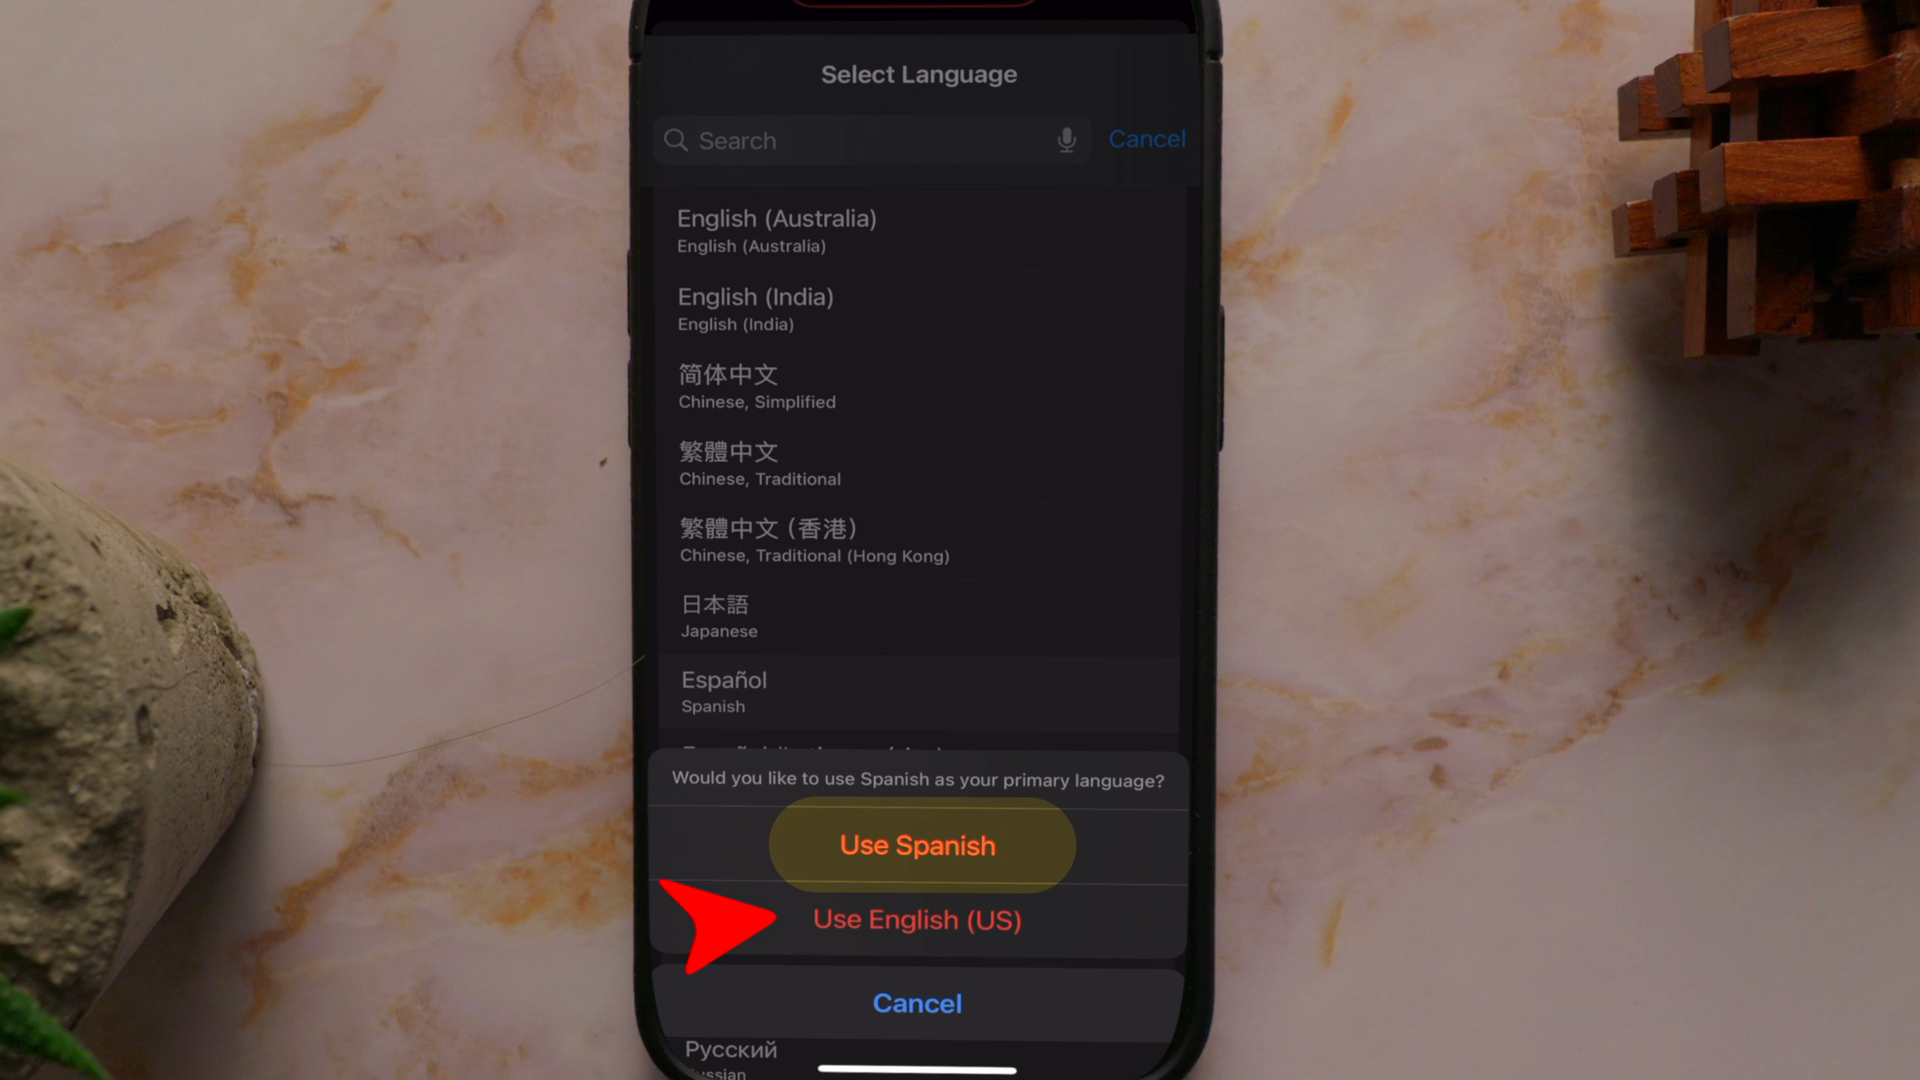 Select Language
Search
Cancel
English (Australia)
English (Australia)
English (India)
English (India)
简体中文
Chinese, Simplified
繁體中文
Chinese, Traditional
繁體中文 (香港)
Chinese, Traditional (Hong Kong)
日本語
Japanese
Español
Spanish
Would you like to use Spanish as your primary language?
Use Spanish
Use English (US)
Cancel
Русский